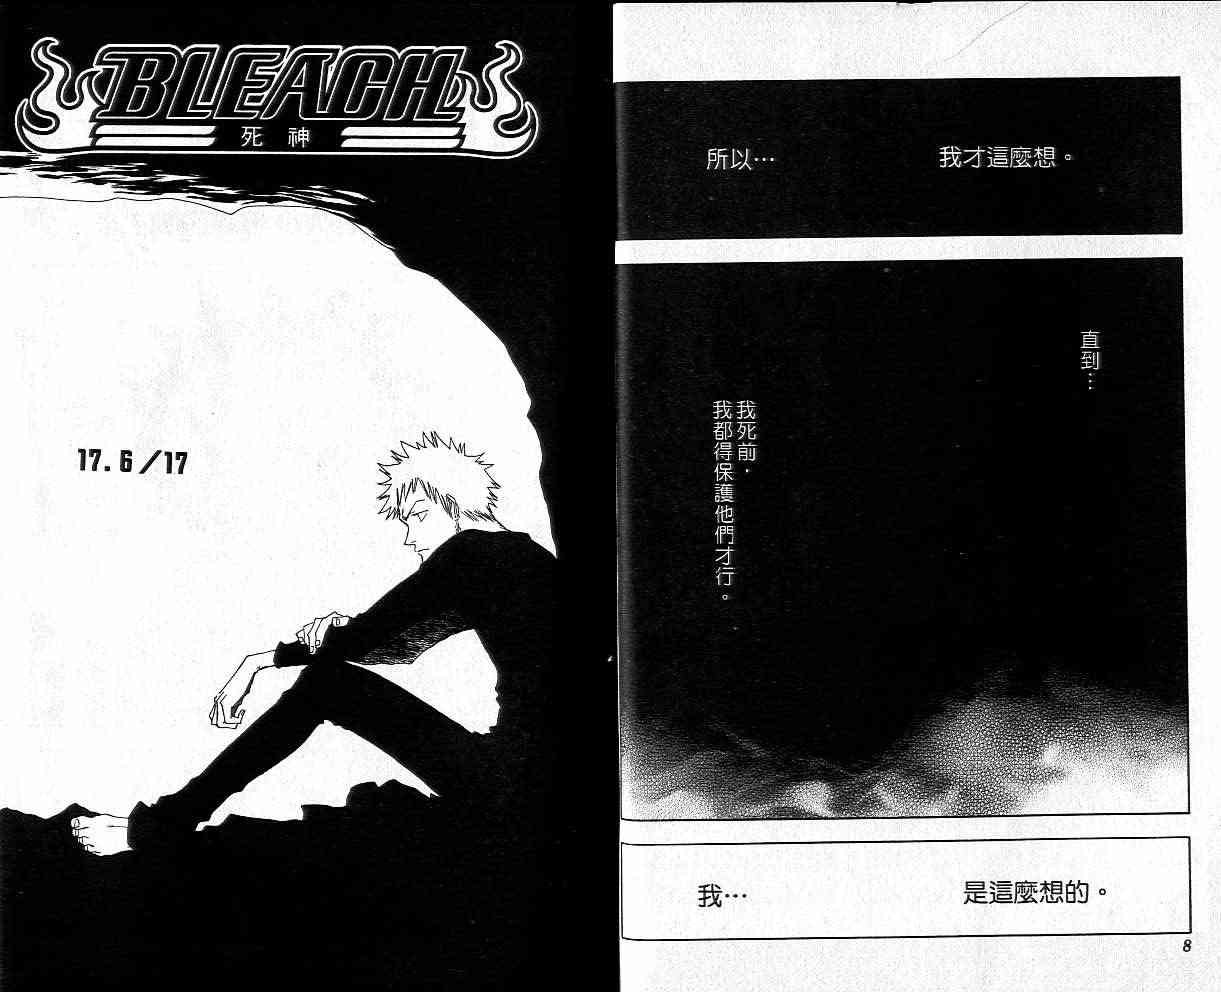 所以… 我才這麼想。
直到…
我死前．
我都得保護他們才行。
我… 是這麼想的。
8
BLEACH
死神
17. 6／17